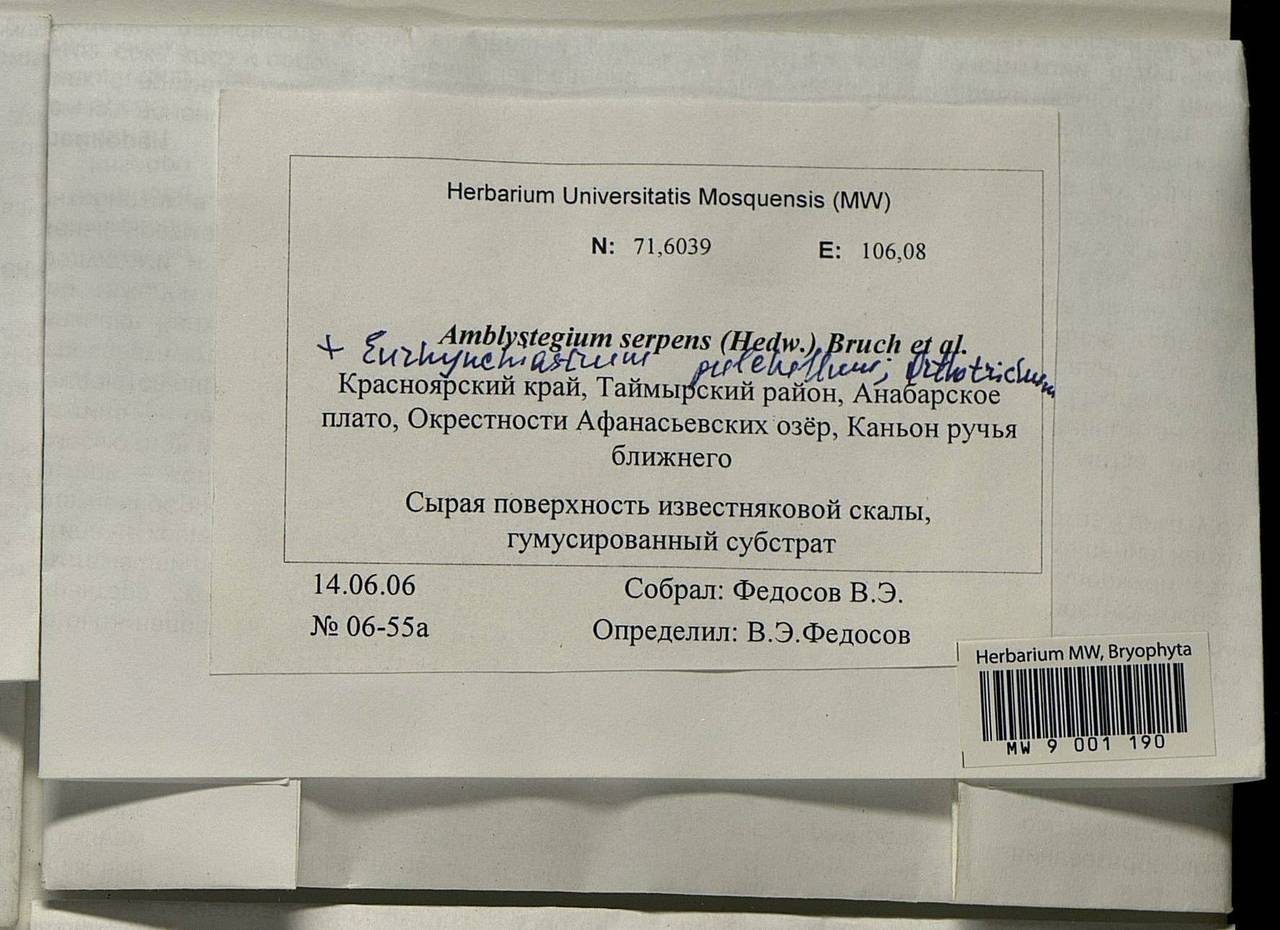 Herbarium Universitatis Mosquensis (MW)
N: 71,6039 E: 106,08
Amblystegium serpens (Hedw.) Bruch et al.
+ Eurhynchiastrum pulchellum; Orthotrichum
Красноярский край, Таймырский район, Анабарское
плато, Окрестности Афанасьевских озёр, Каньон ручья
ближнего
Сырая поверхность известняковой скалы,
гумусированный субстрат
14.06.06 Собрал: Федосов В.Э.
№ 06-55а Определил: В.Э.Федосов
Herbarium MW, Bryophyta
MW 9 001 190